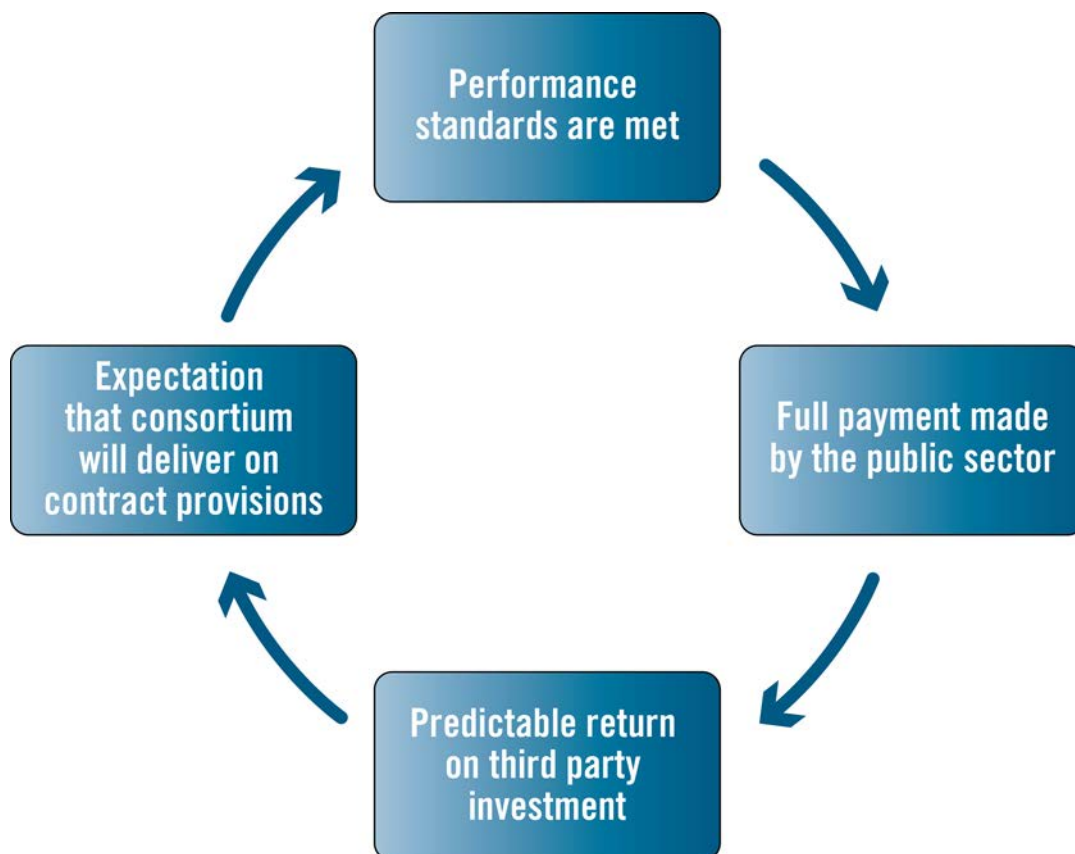 Performance
standards are met
Full payment made
by the public sector
Predictable return
on third party
investment
Expectation
that consortium
will deliver on
contract provisions